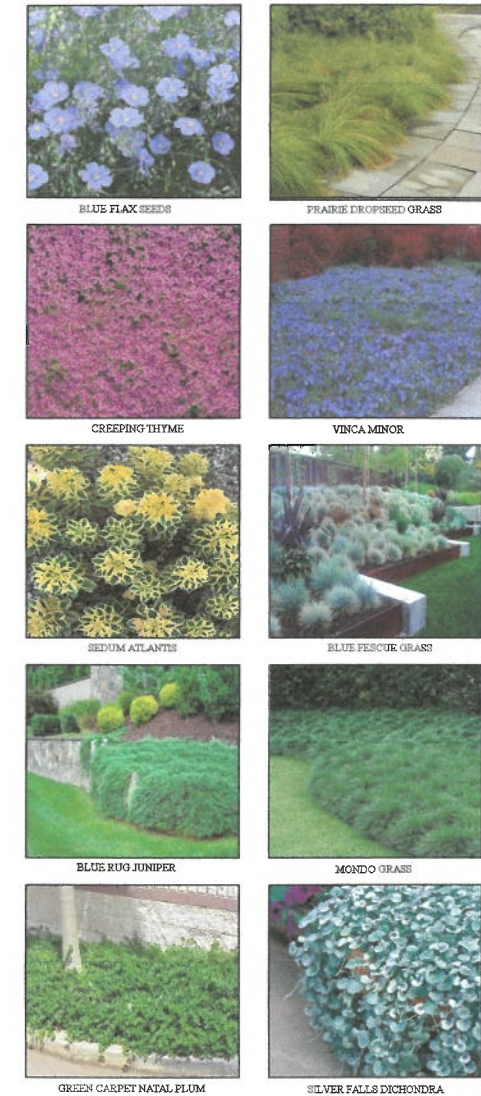 BLUE FLAX SEEDS
PRAIRIE DROPSEED GRASS
CREEPING THYME
VINCA MINOR
SEDUM ATLANTIS
BLUE FESCUE GRASS
BLUE RUG JUNIPER
MONDO GRASS
GREEN CARPET NATAL PLUM
SILVER FALLS DICHONDRA